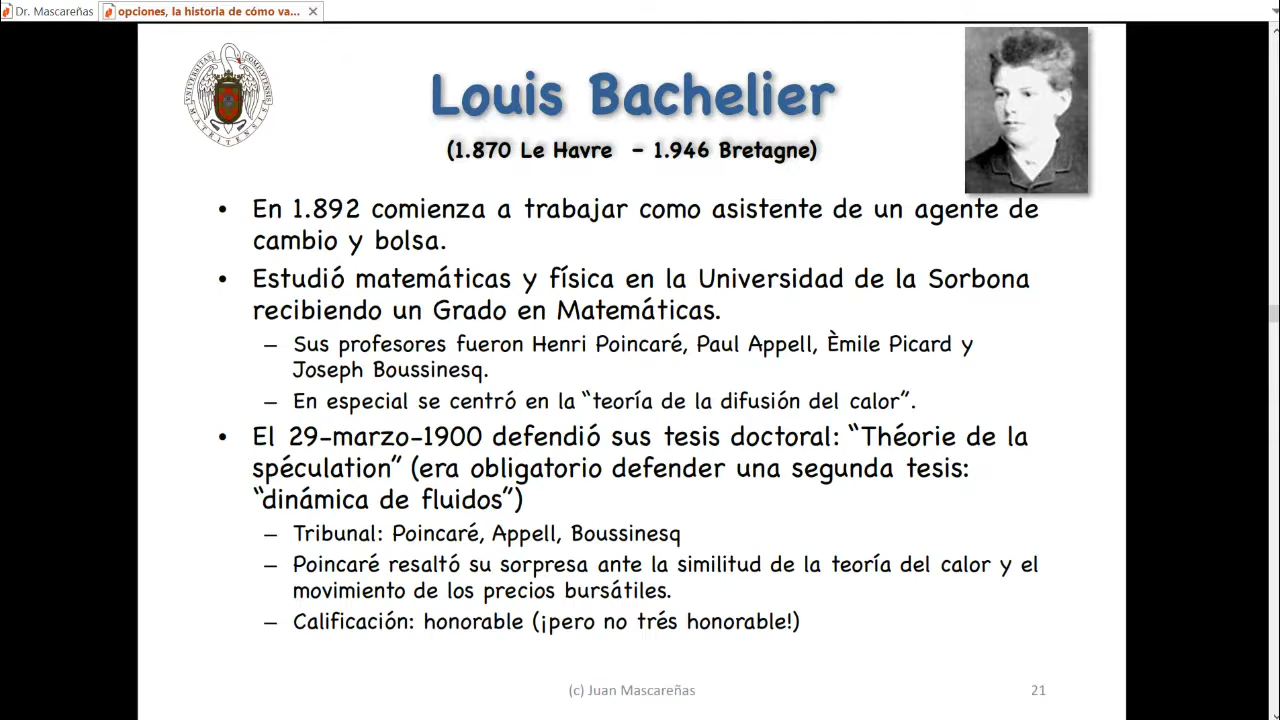 Dr. Mascareñas
opciones, la historia de cómo va...
Louis Bachelier
(1.870 Le Havre – 1.946 Bretagne)
• En 1.892 comienza a trabajar como asistente de un agente de
cambio y bolsa.
• Estudió matemáticas y física en la Universidad de la Sorbona
recibiendo un Grado en Matemáticas.
– Sus profesores fueron Henri Poincaré, Paul Appell, Èmile Picard y
Joseph Boussinesq.
– En especial se centró en la “teoría de la difusión del calor”.
• El 29-marzo-1900 defendió sus tesis doctoral: “Théorie de la
spéculation” (era obligatorio defender una segunda tesis:
“dinámica de fluidos”)
– Tribunal: Poincaré, Appell, Boussinesq
– Poincaré resaltó su sorpresa ante la similitud de la teoría del calor y el
movimiento de los precios bursátiles.
– Calificación: honorable (¡pero no trés honorable!)
(c) Juan Mascareñas
21